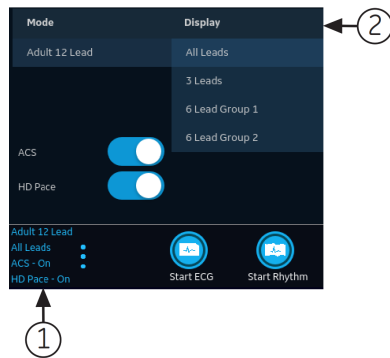 Mode Display
Adult 12 Lead All Leads
3 Leads
6 Lead Group 1
6 Lead Group 2
ACS
HD Pace
Adult 12 Lead
All Leads
ACS - On
HD Pace - On
Start ECG Start Rhythm
1
2